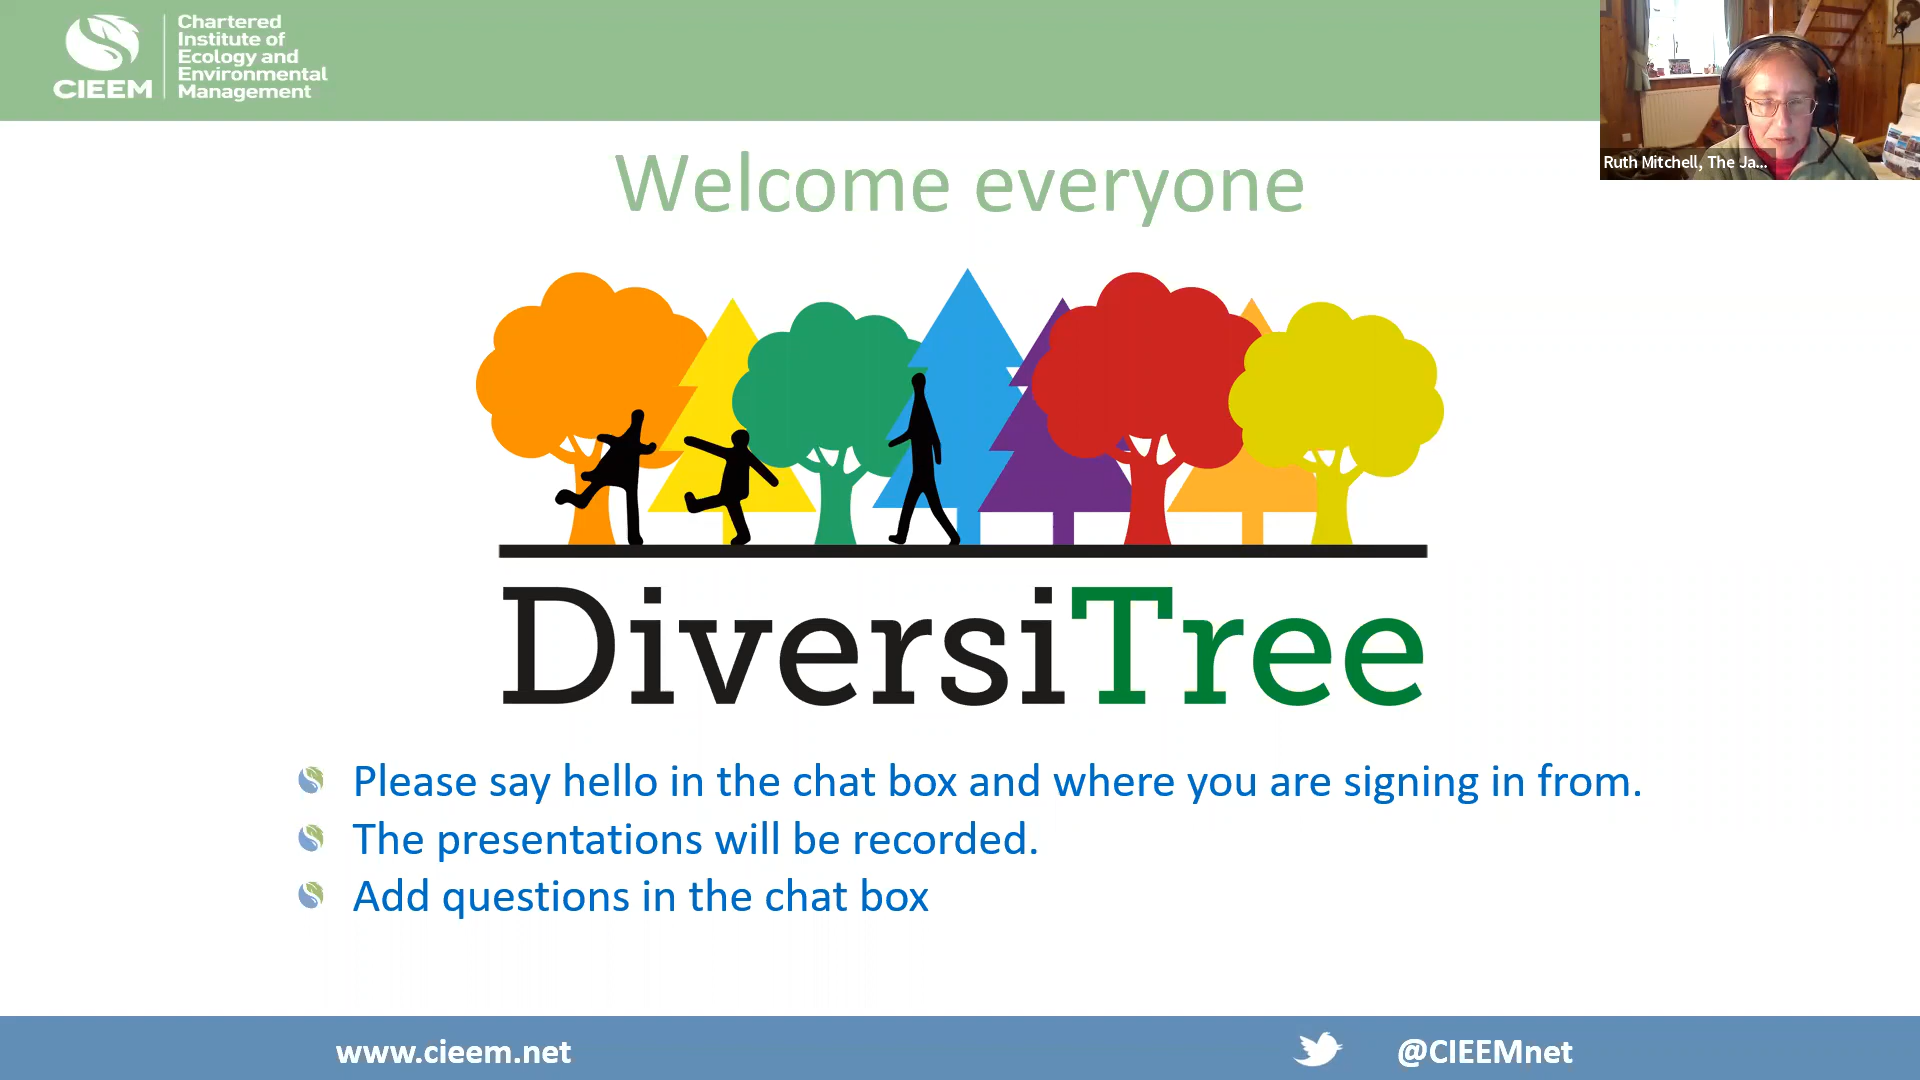 CIEEM
Chartered
Institute of
Ecology and
Environmental
Management
Ruth Mitchell, The Ja...
Welcome everyone
DiversiTree
Please say hello in the chat box and where you are signing in from.
The presentations will be recorded.
Add questions in the chat box
www.cieem.net
@CIEEMnet